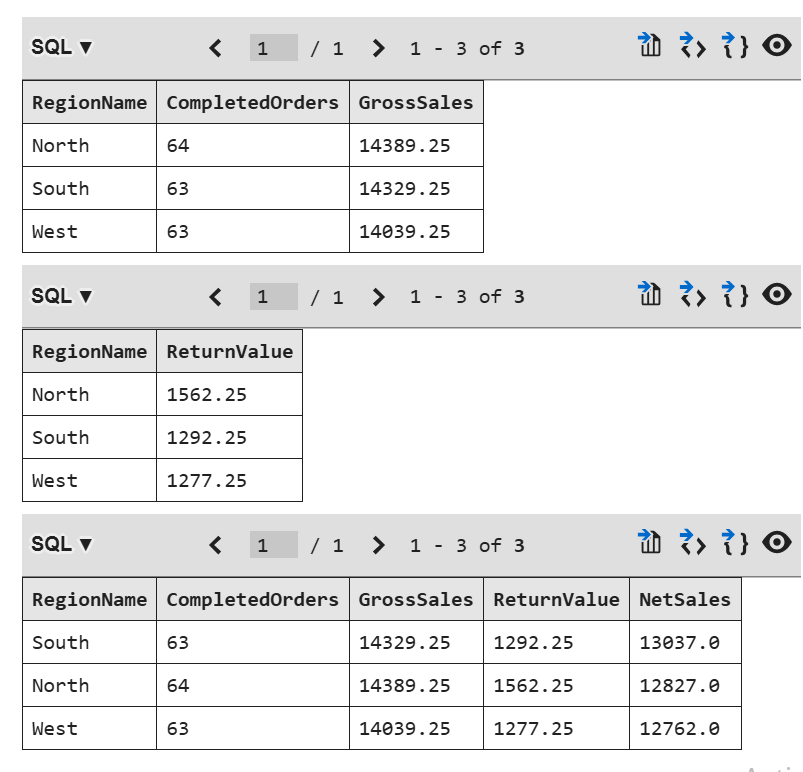 SQL ▼ 1 / 1 1 - 3 of 3
RegionName CompletedOrders GrossSales
North 64 14389.25
South 63 14329.25
West 63 14039.25
SQL ▼ 1 / 1 1 - 3 of 3
RegionName ReturnValue
North 1562.25
South 1292.25
West 1277.25
SQL ▼ 1 / 1 1 - 3 of 3
RegionName CompletedOrders GrossSales ReturnValue NetSales
South 63 14329.25 1292.25 13037.0
North 64 14389.25 1562.25 12827.0
West 63 14039.25 1277.25 12762.0